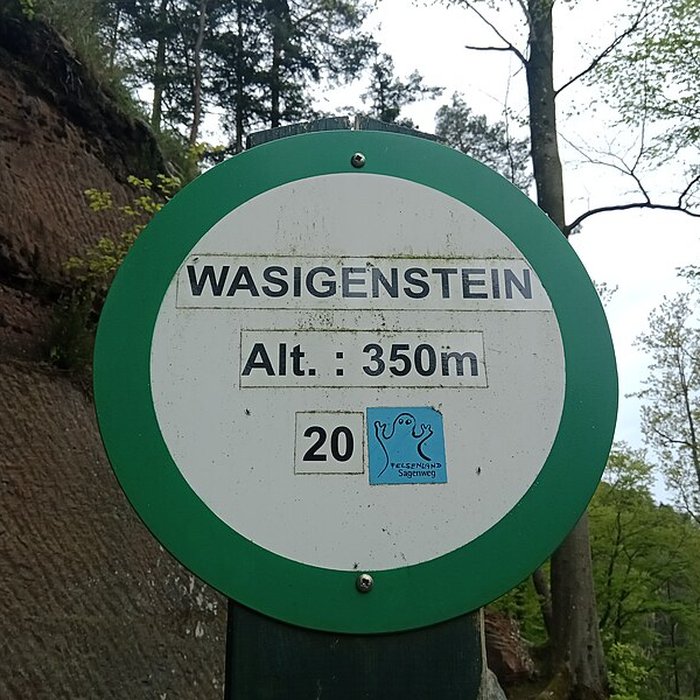 WASIGENSTEIN
Alt. : 350m
20
FELSENLAND
Sagenweg